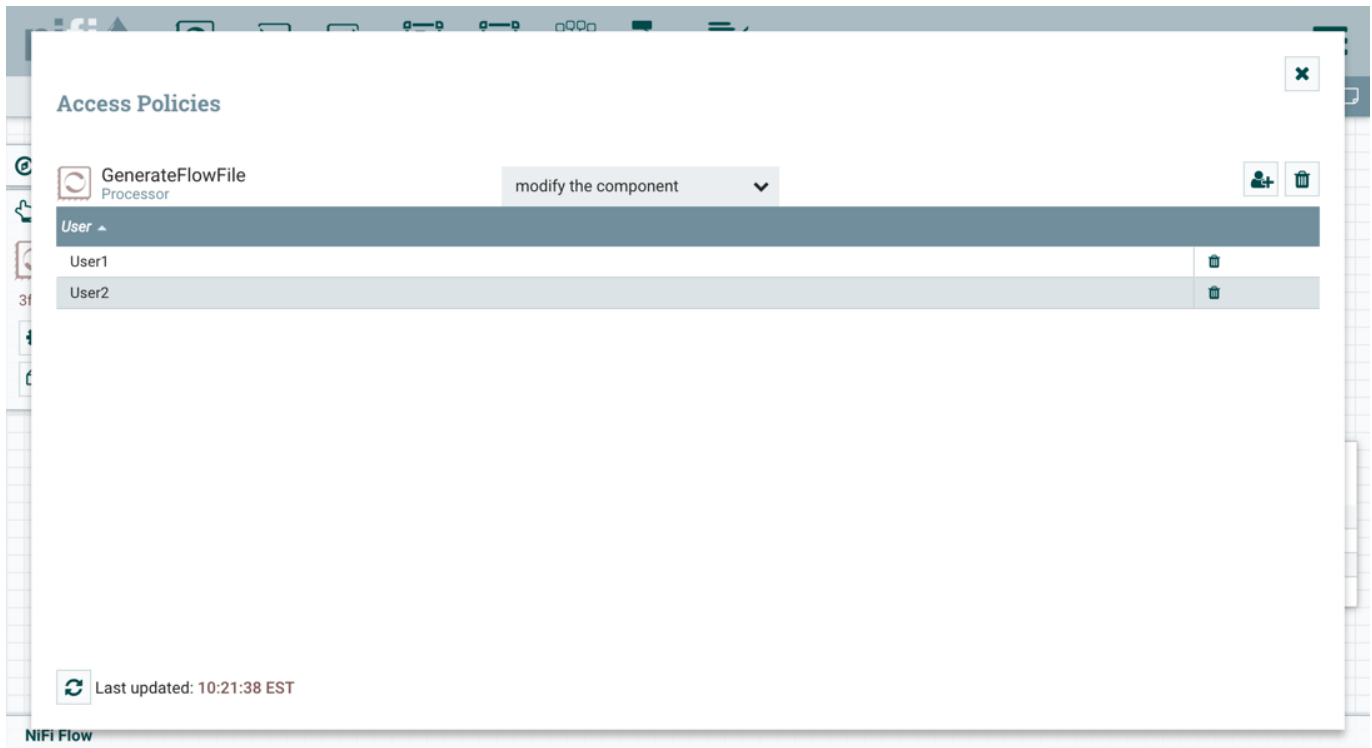 Access Policies
GenerateFlowFile
Processor
modify the component
User
User1
User2
Last updated: 10:21:38 EST
NiFi Flow